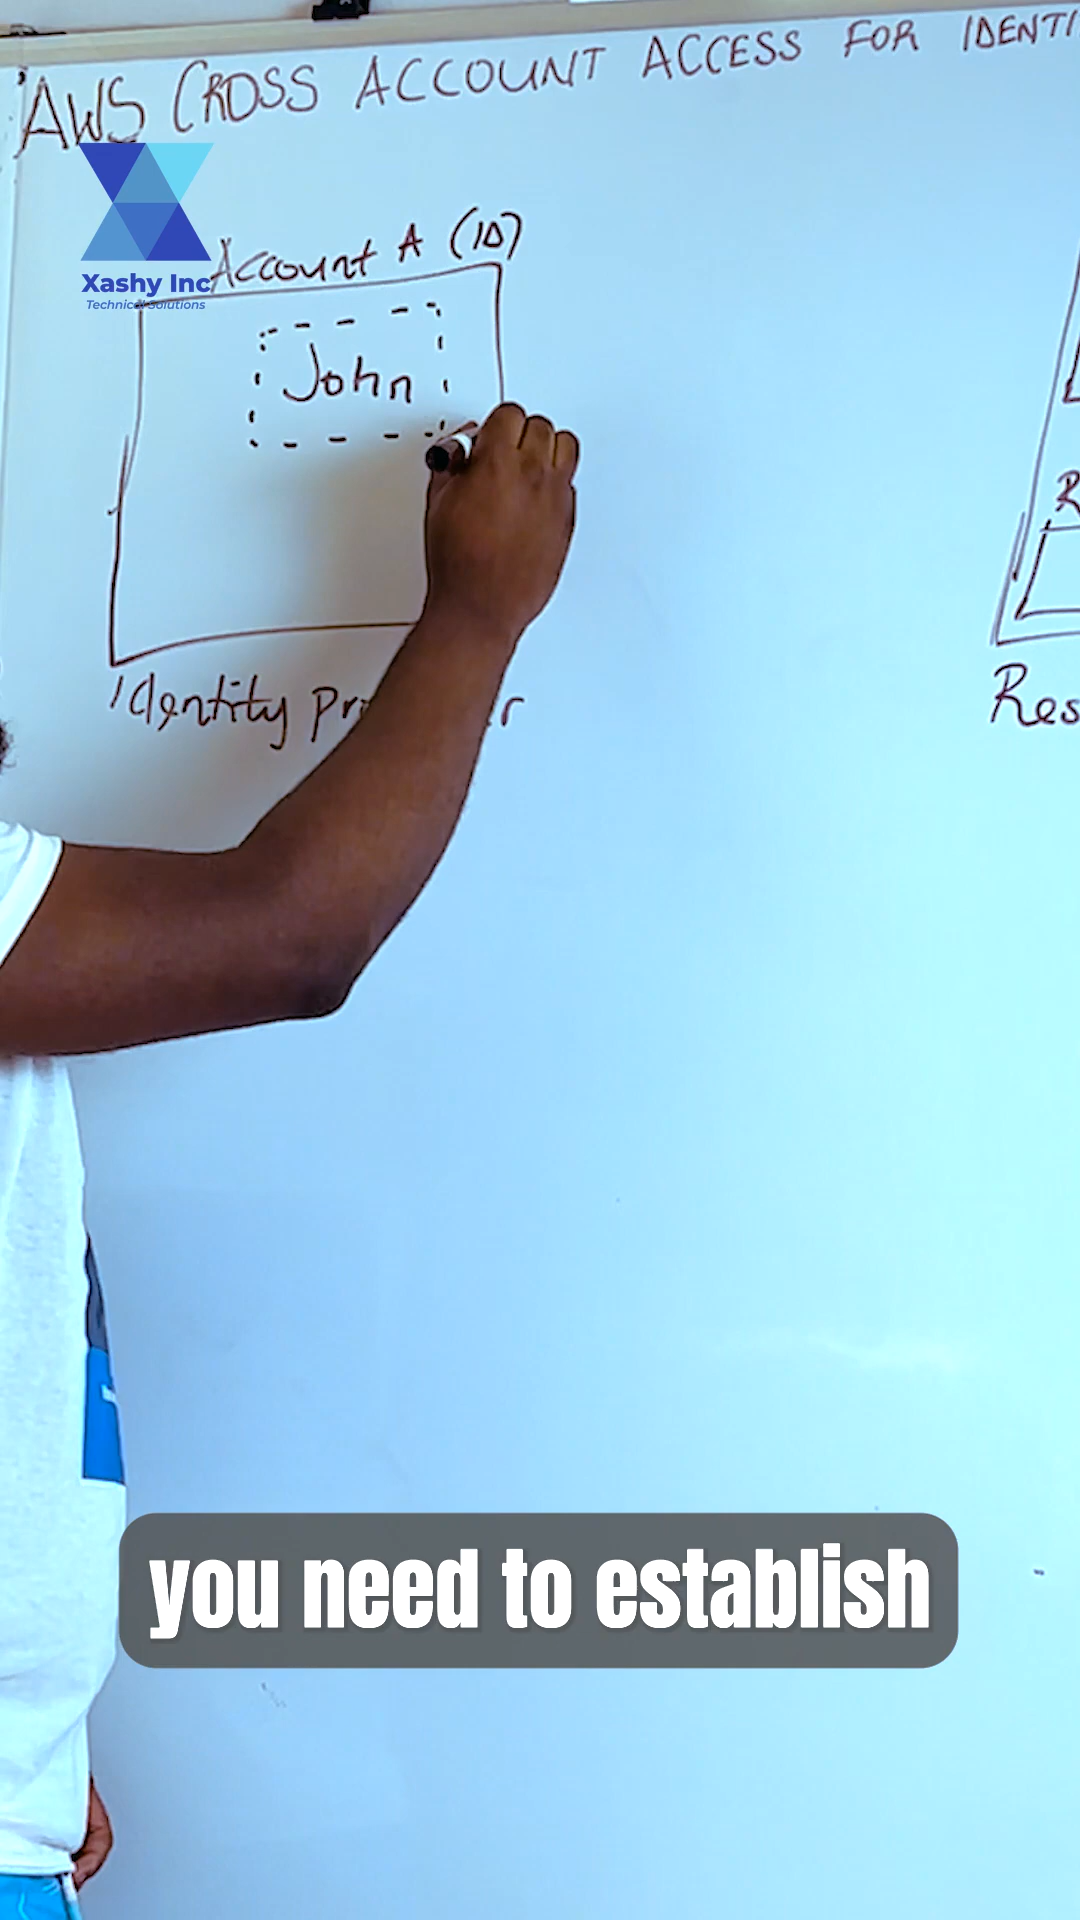 AWS CROSS ACCOUNT ACCESS FOR IDENTI
Xashy Inc
Technical Solutions
Account A (ID)
John
Identity
R
Res
you need to establish